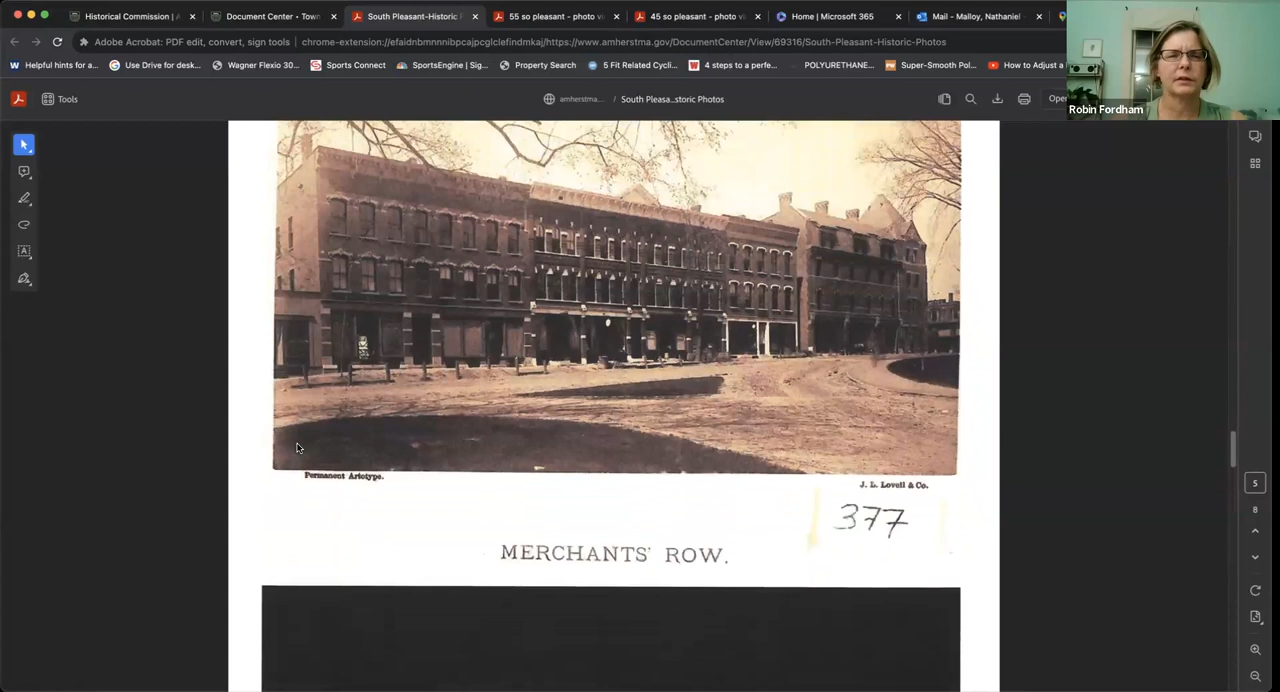 Historical Commission | A
Document Center • Town
South Pleasant-Historic P
55 so pleasant - photo vi
45 so pleasant - photo vi
Home | Microsoft 365
Mail - Malloy, Nathaniel -
Adobe Acrobat: PDF edit, convert, sign tools | chrome-extension://efaidnbmnnnibpcajpcglclefindmkaj/https://www.amherstma.gov/DocumentCenter/View/69316/South-Pleasant-Historic-Photos
Helpful hints for a...
Use Drive for desk...
Wagner Flexio 30...
Sports Connect
SportsEngine | Sig...
Property Search
5 Fit Related Cycli...
4 steps to a perfe...
POLYURETHANE...
Super-Smooth Pol...
How to Adjust a
Tools
amherstma...
/ South Pleasa...storic Photos
Ope
Robin Fordham
Permanent Artotype.
J. L. Lovell & Co.
377
MERCHANTS' ROW.
5
8